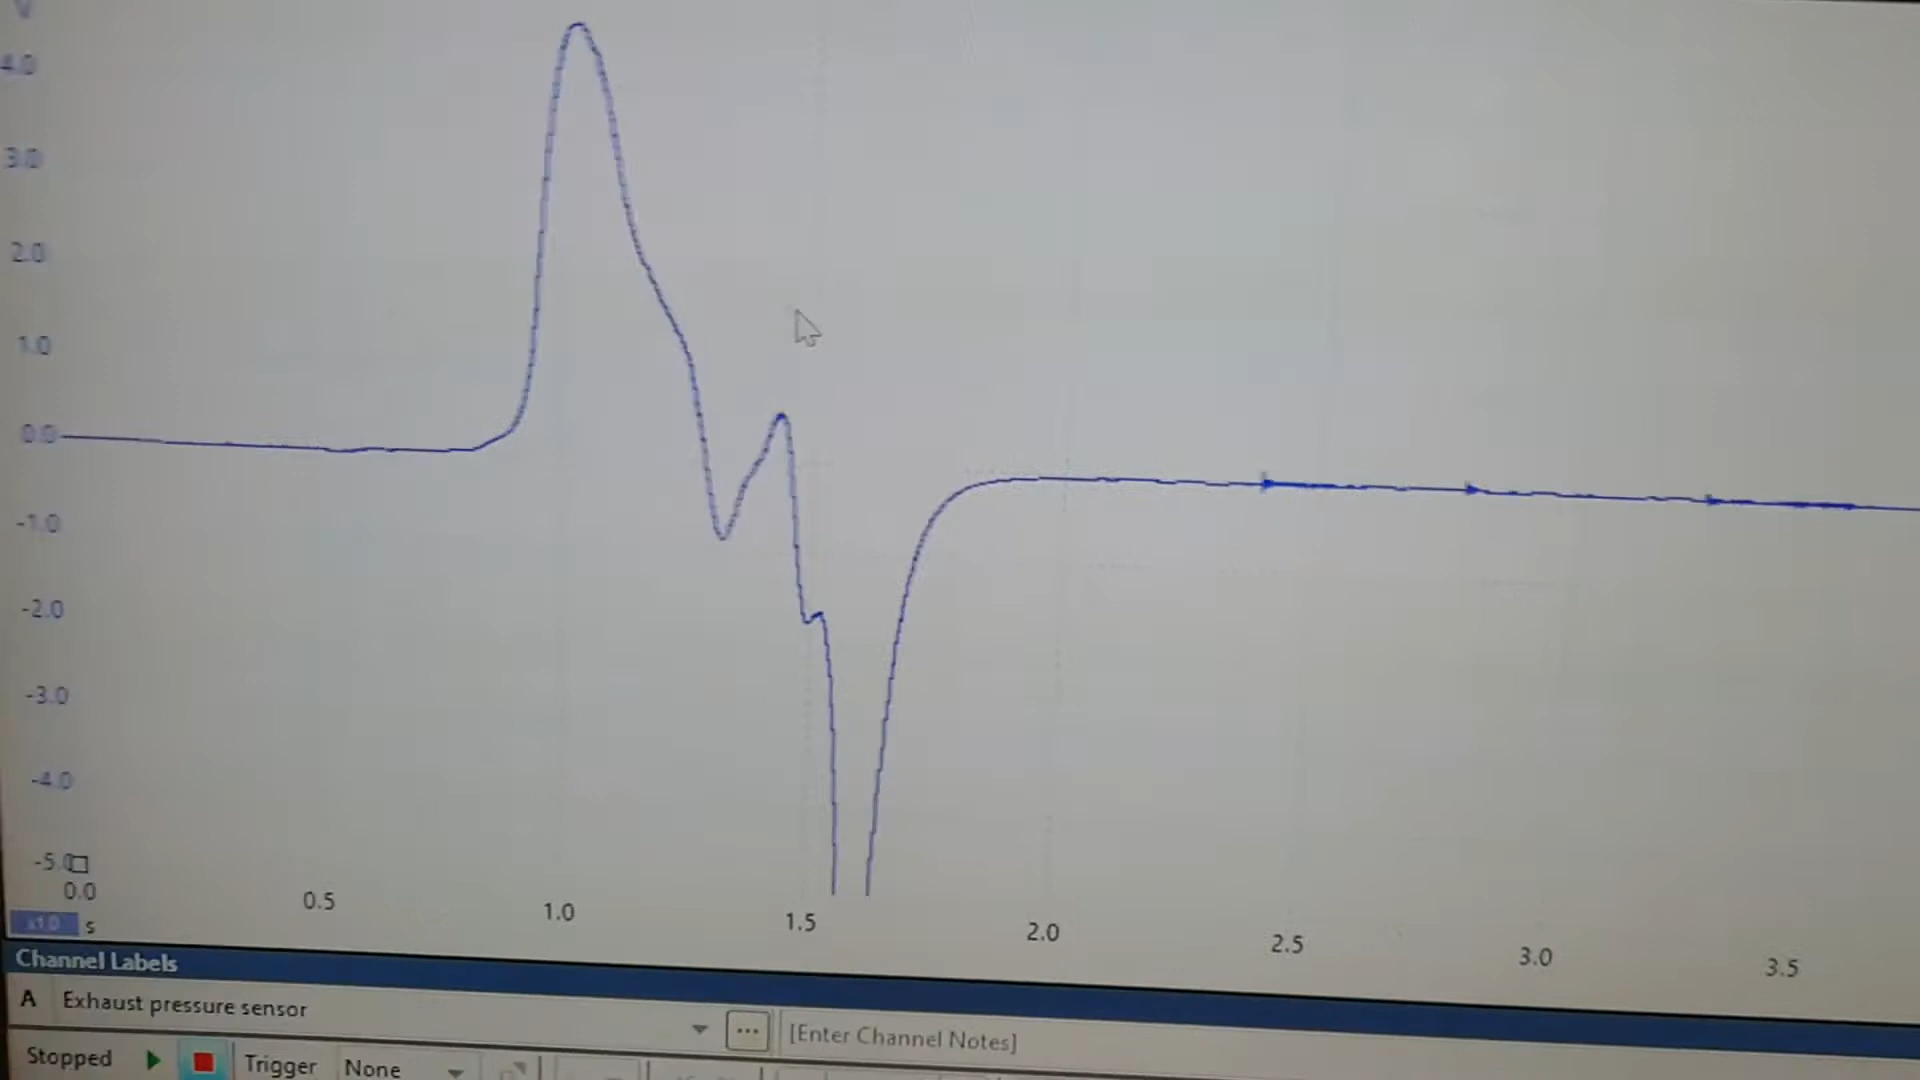 V
4.0
3.0
2.0
1.0
0.0
-1.0
-2.0
-3.0
-4.0
-5.0
0.0 0.5 1.0 1.5 2.0 2.5 3.0 3.5
x1.0 s
Channel Labels
A Exhaust pressure sensor ... [Enter Channel Notes]
Stopped Trigger None